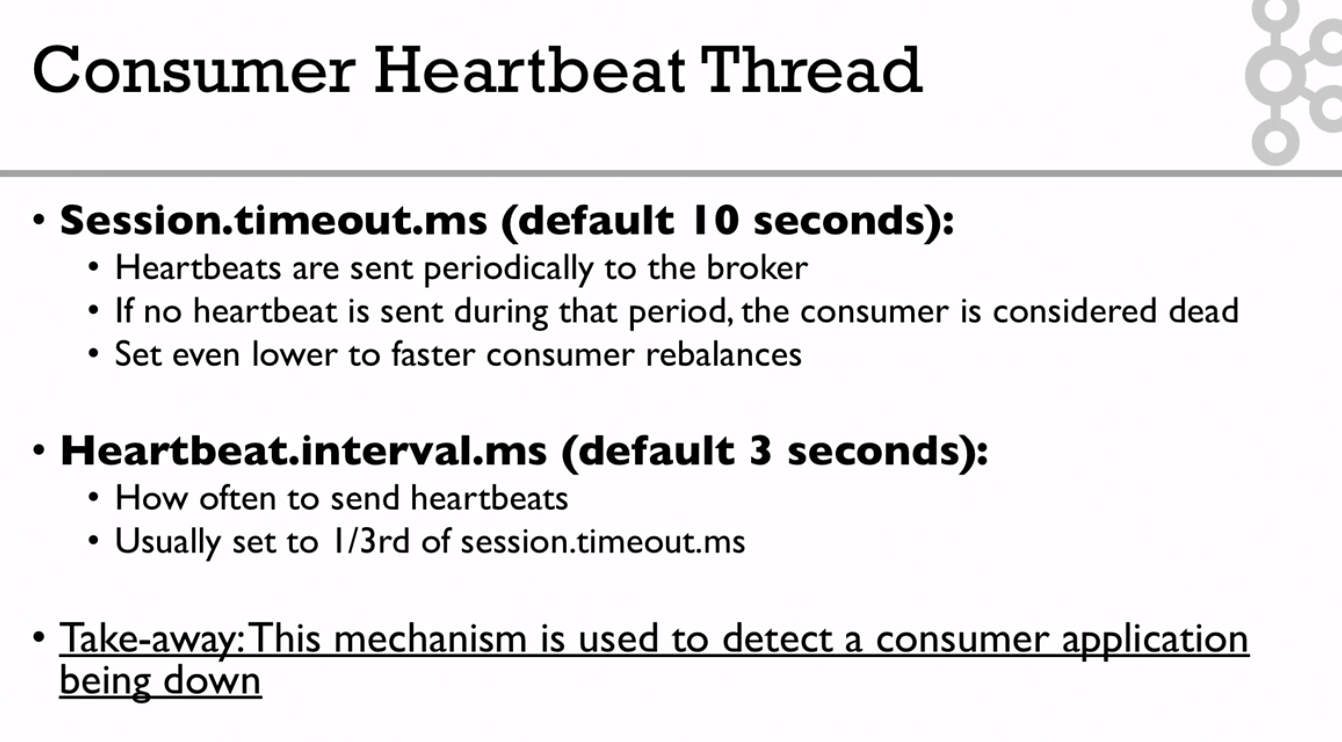 Consumer Heartbeat Thread
• Session.timeout.ms (default 10 seconds):
• Heartbeats are sent periodically to the broker
• If no heartbeat is sent during that period, the consumer is considered dead
• Set even lower to faster consumer rebalances
• Heartbeat.interval.ms (default 3 seconds):
• How often to send heartbeats
• Usually set to 1/3rd of session.timeout.ms
• Take-away: This mechanism is used to detect a consumer application
being down